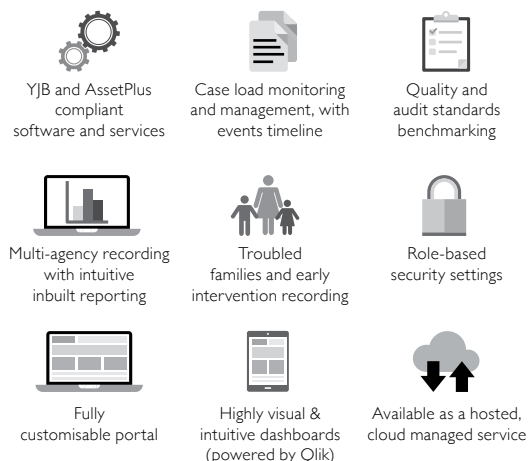 YJB and AssetPlus
compliant
software and services
Case load monitoring
and management, with
events timeline
Quality and
audit standards
benchmarking
Multi-agency recording
with intuitive
inbuilt reporting
Troubled
families and early
intervention recording
Role-based
security settings
Fully
customisable portal
Highly visual &
intuitive dashboards
(powered by Qlik)
Available as a hosted,
cloud managed service